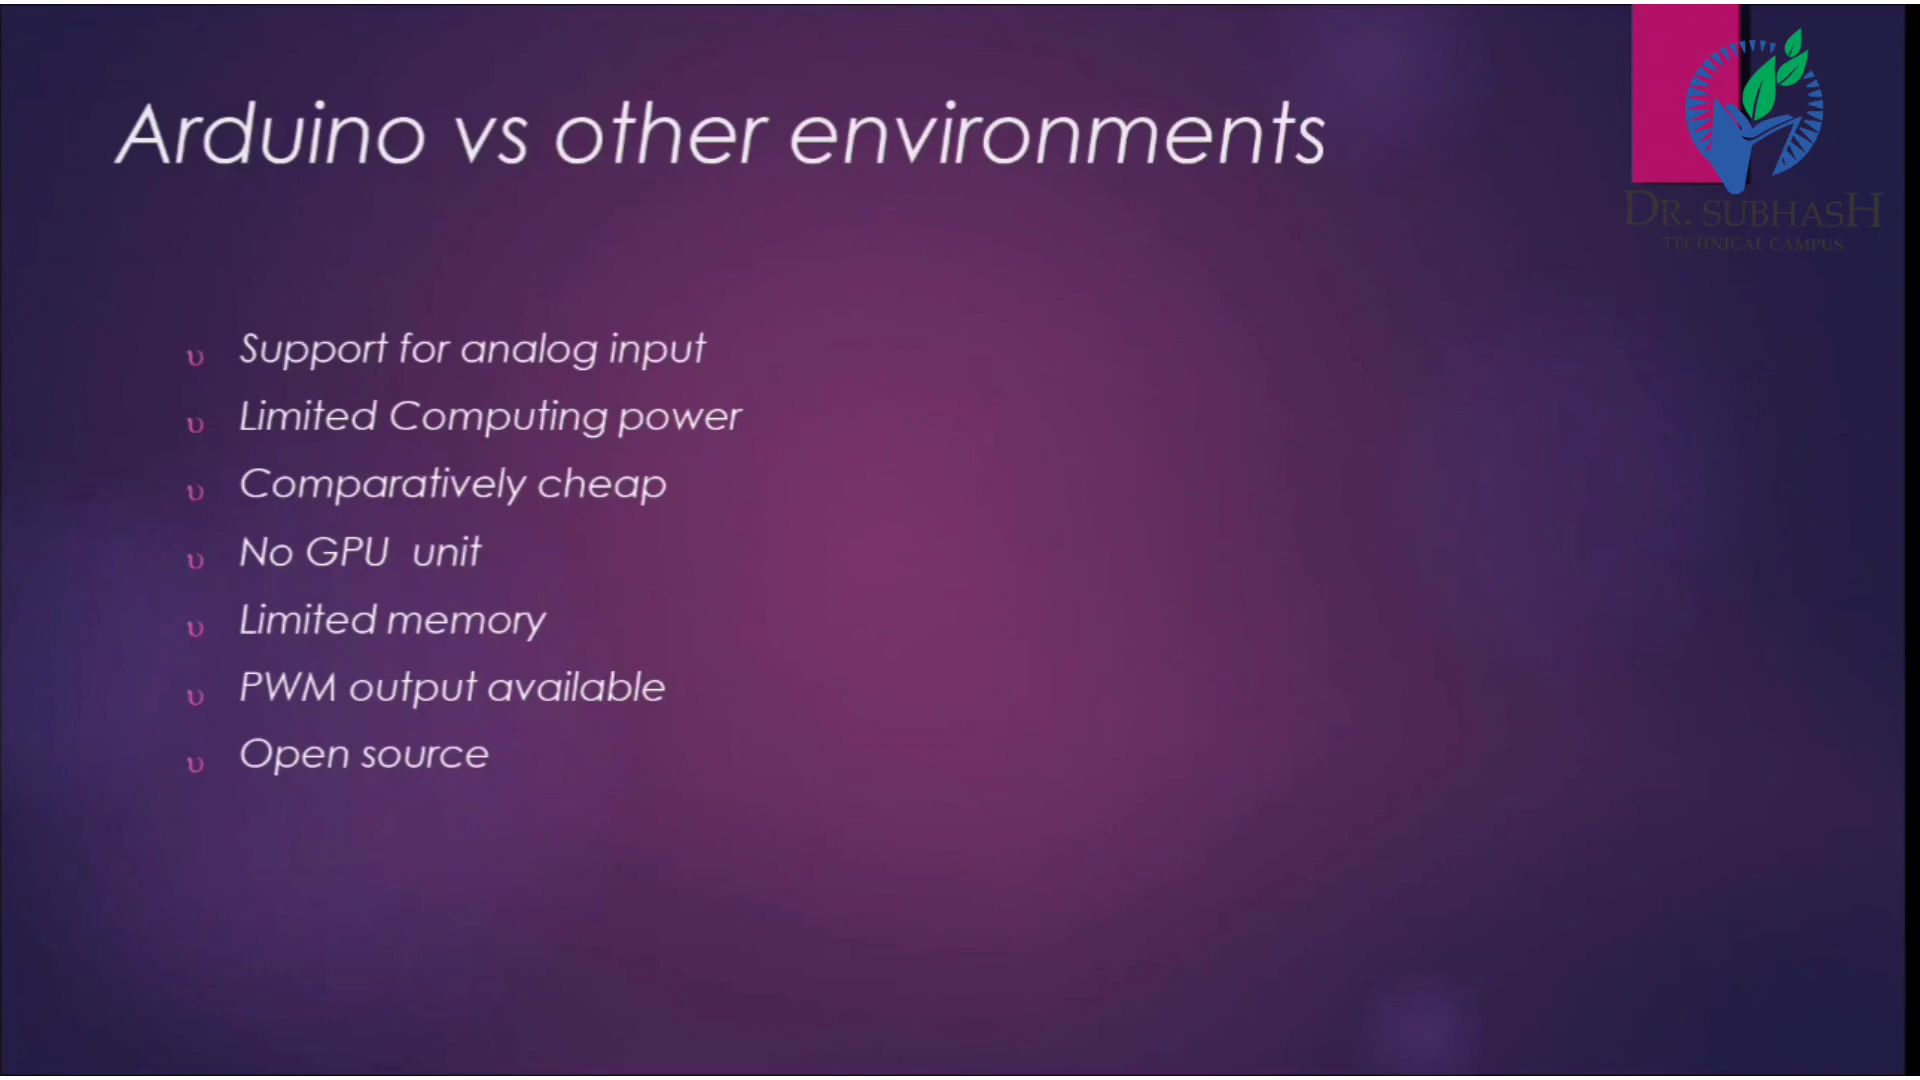 Arduino vs other environments
DR. SUBHASH
TECHNICAL CAMPUS
υ Support for analog input
υ Limited Computing power
υ Comparatively cheap
υ No GPU unit
υ Limited memory
υ PWM output available
υ Open source